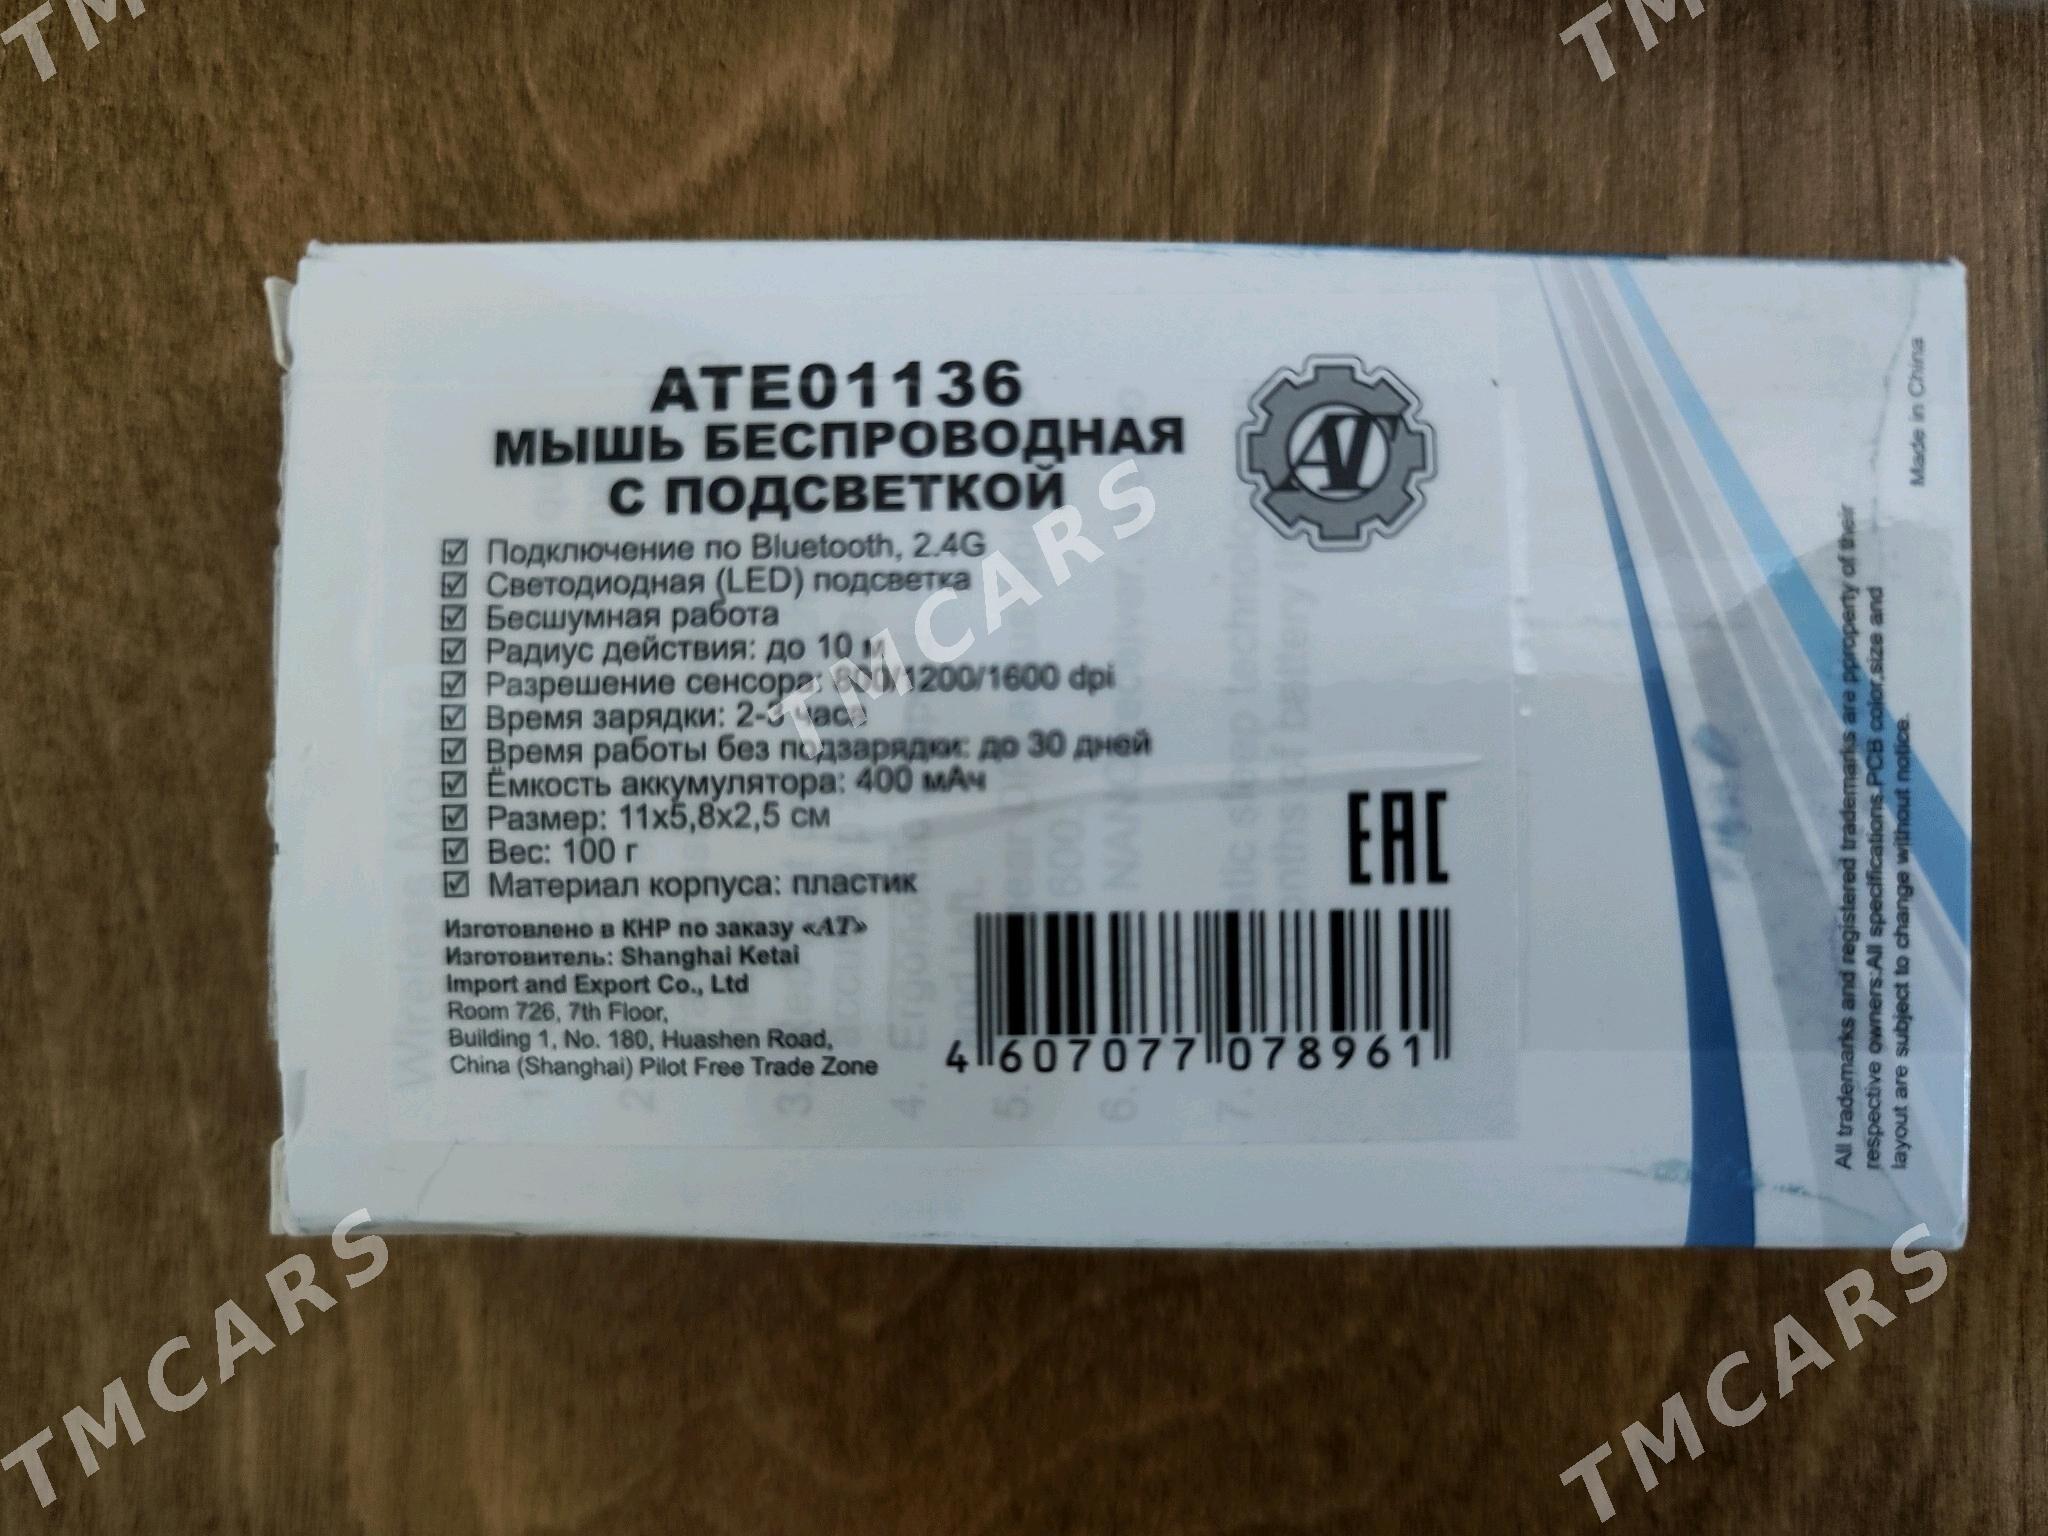 ATE01136
МЫШЬ БЕСПРОВОДНАЯ
С ПОДСВЕТКОЙ
AT
Подключение по Bluetooth, 2.4G
Светодиодная (LED) подсветка
Бесшумная работа
Радиус действия: до 10 м
Разрешение сенсора: 800/1200/1600 dpi
Время зарядки: 2-3 часа
Время работы без подзарядки: до 30 дней
Ёмкость аккумулятора: 400 мАч
Размер: 11х5,8х2,5 см
Вес: 100 г
Материал корпуса: пластик
Изготовлено в КНР по заказу «АТ»
Изготовитель: Shanghai Ketai
Import and Export Co., Ltd
Room 726, 7th Floor,
Building 1, No. 180, Huashen Road,
China (Shanghai) Pilot Free Trade Zone
EAC
4 607077 078961
All trademarks and registered trademarks are pproperty of their
respective owners.All specifications.PCB color,size and
layout are subject to change without notice.
Made in China
TMCARS
TMCARS
TMCARS